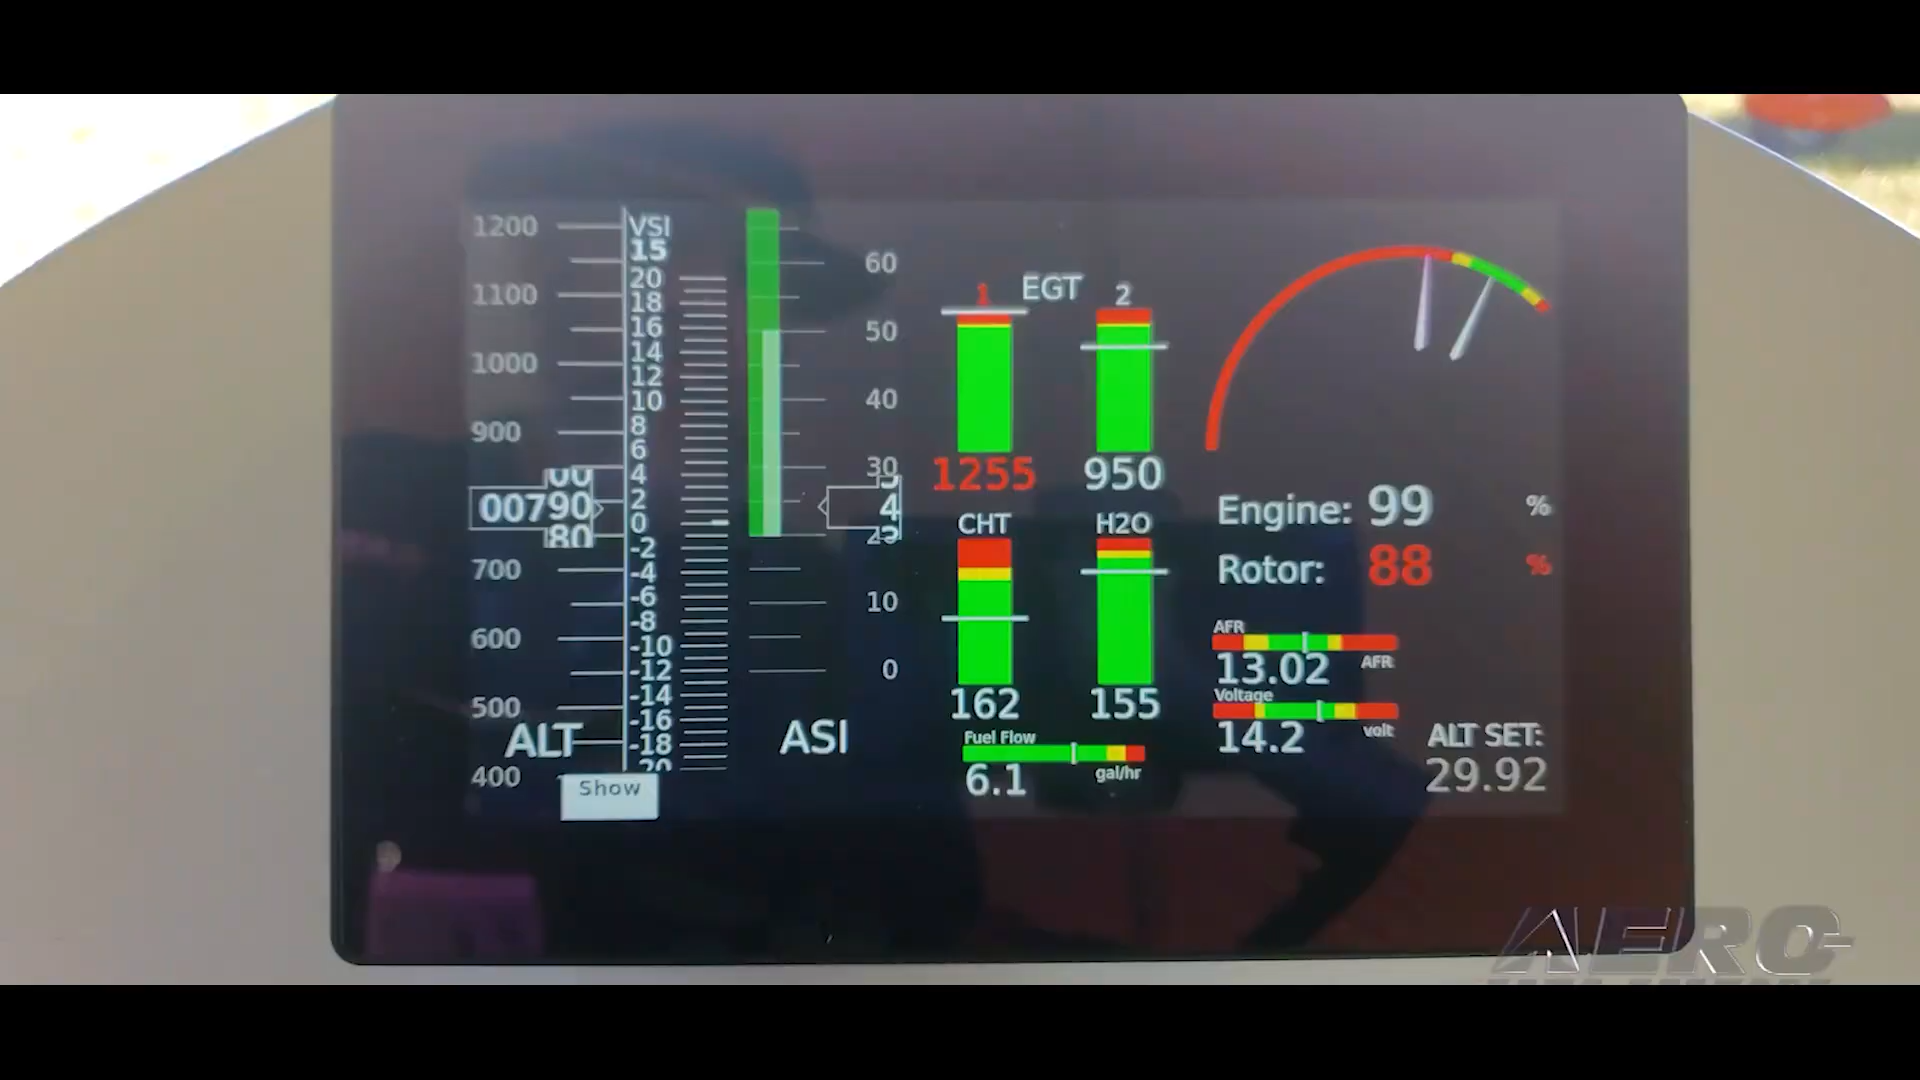 1200
1100
1000
900
00790
00
80
700
600
500
400
ALT
VSI
15
20
18
16
14
12
10
8
6
4
2
0
-2
-4
-6
-8
-10
-12
-14
-16
-18
Show
60
50
40
30
4
10
0
ASI
1 EGT 2
1255 950
CHT H2O
162 155
Fuel Flow
6.1 gal/hr
Engine: 99 %
Rotor: 88 %
AFR
13.02 AFR
Voltage
14.2 volt
ALT SET:
29.92
AERO-